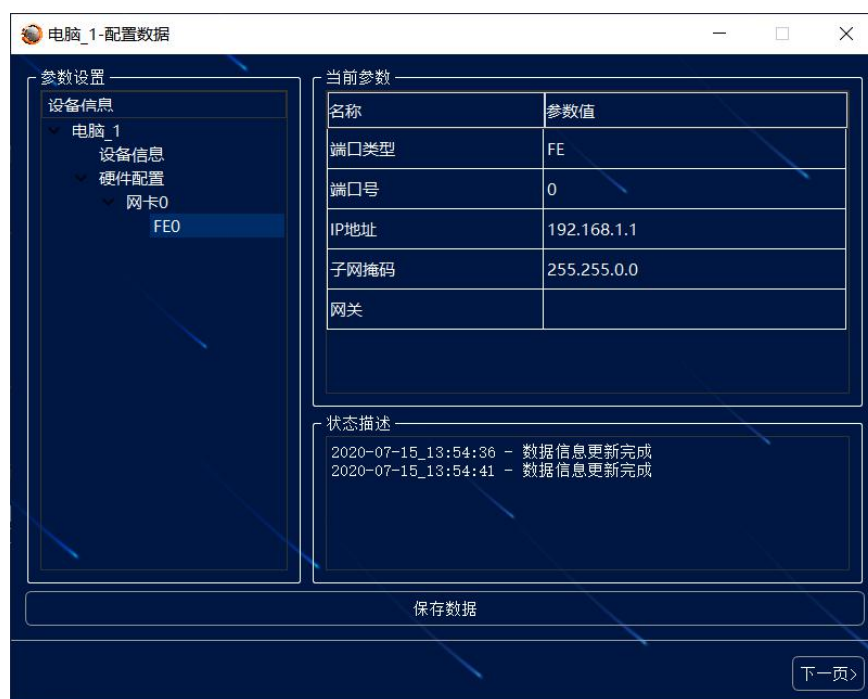 电脑_1-配置数据
参数设置
设备信息
电脑_1
设备信息
硬件配置
网卡0
FE0
当前参数
名称 参数值
端口类型 FE
端口号 0
IP地址 192.168.1.1
子网掩码 255.255.0.0
网关
状态描述
2020-07-15_13:54:36 - 数据信息更新完成
2020-07-15_13:54:41 - 数据信息更新完成
保存数据
下一页>